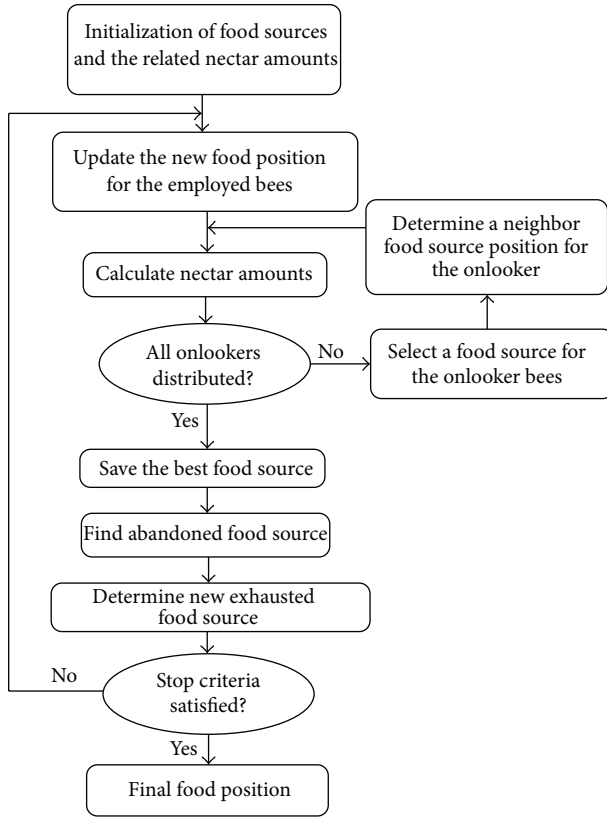 Initialization of food sources
and the related nectar amounts
Update the new food position
for the employed bees
Determine a neighbor
food source position for
the onlooker
Calculate nectar amounts
All onlookers
distributed?
No
Select a food source for
the onlooker bees
Yes
Save the best food source
Find abandoned food source
Determine new exhausted
food source
No
Stop criteria
satisfied?
Yes
Final food position